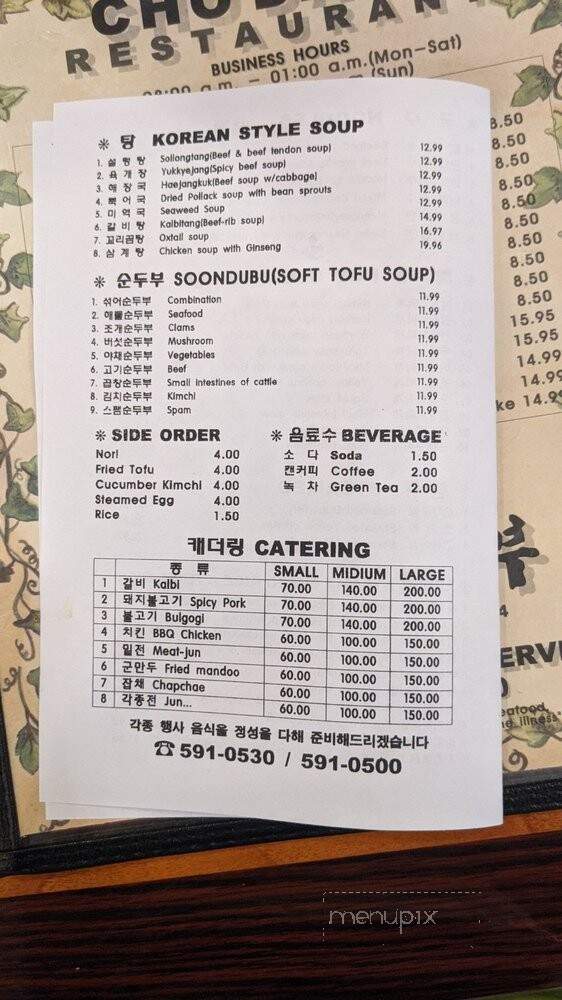 RESTAURANT
BUSINESS HOURS
08:00 a.m. – 01:00 a.m.(Mon–Sat)
a.m.(Sun)
※ 탕 KOREAN STYLE SOUP
1. 설렁탕 Sollongtang(Beef & beef tendon soup) 12.99
2. 육개장 Yukkyejang(Spicy beef soup) 12.99
3. 해장국 Haejangkuk(Beef soup w/cabbage) 12.99
4. 북어국 Dried Pollack soup with bean sprouts 12.99
5. 미역국 Seaweed Soup 12.99
6. 갈비탕 Kalbitang(Beef-rib soup) 14.99
7. 꼬리곰탕 Oxtail soup 16.97
8. 삼계탕 Chicken soup with Ginseng 19.96
※ 순두부 SOONDUBU(SOFT TOFU SOUP)
1. 섞어순두부 Combination 11.99
2. 해물순두부 Seafood 11.99
3. 조개순두부 Clams 11.99
4. 버섯순두부 Mushroom 11.99
5. 야채순두부 Vegetables 11.99
6. 고기순두부 Beef 11.99
7. 곱창순두부 Small intestines of cattle 11.99
8. 김치순두부 Kimchi 11.99
9. 스팸순두부 Spam 11.99
※ SIDE ORDER
Nori 4.00
Fried Tofu 4.00
Cucumber Kimchi 4.00
Steamed Egg 4.00
Rice 1.50
※ 음료수 BEVERAGE
소다 Soda 1.50
캔커피 Coffee 2.00
녹차 Green Tea 2.00
캐더링 CATERING
종류 SMALL MIDIUM LARGE
1 갈비 Kalbi 70.00 140.00 200.00
2 돼지불고기 Spicy Pork 70.00 140.00 200.00
3 불고기 Bulgogi 70.00 140.00 200.00
4 치킨 BBQ Chicken 60.00 100.00 150.00
5 밀전 Meat-jun 60.00 100.00 150.00
6 군만두 Fried mandoo 60.00 100.00 150.00
7 잡채 Chapchae 60.00 100.00 150.00
8 각종전 Jun... 60.00 100.00 150.00
각종 행사 음식을 정성을 다해 준비해드리겠습니다
☎ 591-0530 / 591-0500
8.50
8.50
8.50
8.50
8.50
8.50
8.50
8.50
8.50
15.95
15.95
14.99
ke 14.99
부
menupix